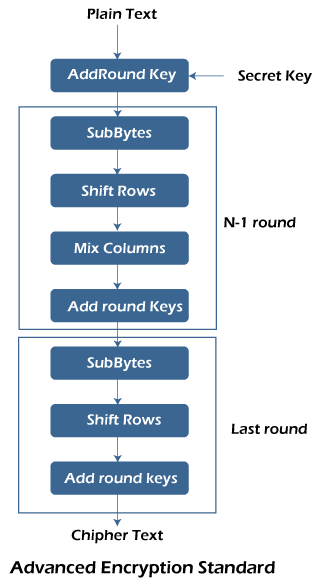 Plain Text
AddRound Key
Secret Key
SubBytes
Shift Rows
N-1 round
Mix Columns
Add round Keys
SubBytes
Shift Rows
Last round
Add round keys
Chipher Text
Advanced Encryption Standard